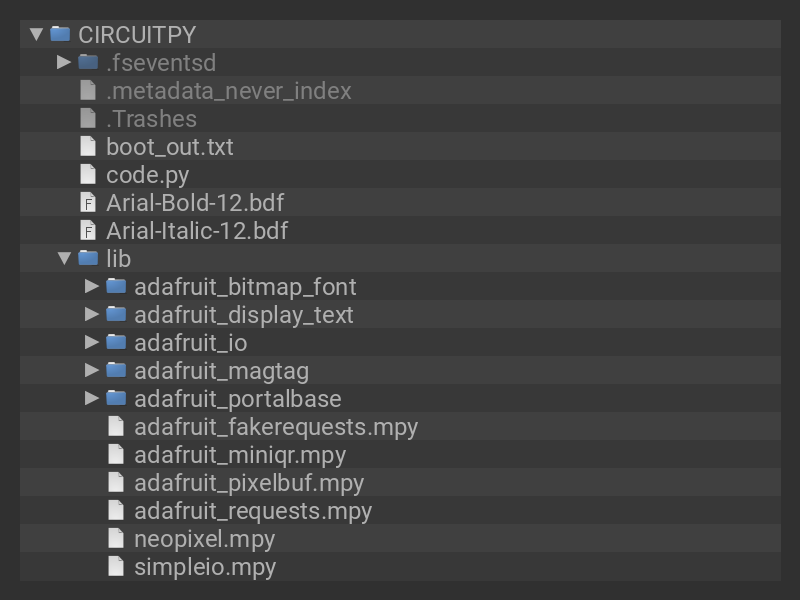 CIRCUITPY
.fseventsd
.metadata_never_index
.Trashes
boot_out.txt
code.py
F Arial-Bold-12.bdf
F Arial-Italic-12.bdf
lib
adafruit_bitmap_font
adafruit_display_text
adafruit_io
adafruit_magtag
adafruit_portalbase
adafruit_fakerequests.mpy
adafruit_miniqr.mpy
adafruit_pixelbuf.mpy
adafruit_requests.mpy
neopixel.mpy
simpleio.mpy